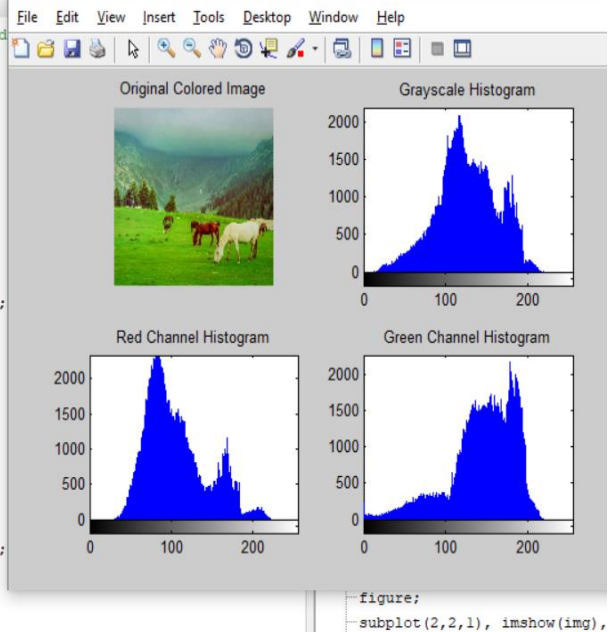 File Edit View Insert Tools Desktop Window Help
Original Colored Image
Grayscale Histogram
2000
1500
1000
500
0
0 100 200
Red Channel Histogram
2000
1500
1000
500
0
0 100 200
Green Channel Histogram
2000
1500
1000
500
0
0 100 200
d
;
;
figure;
subplot(2,2,1), imshow(img),